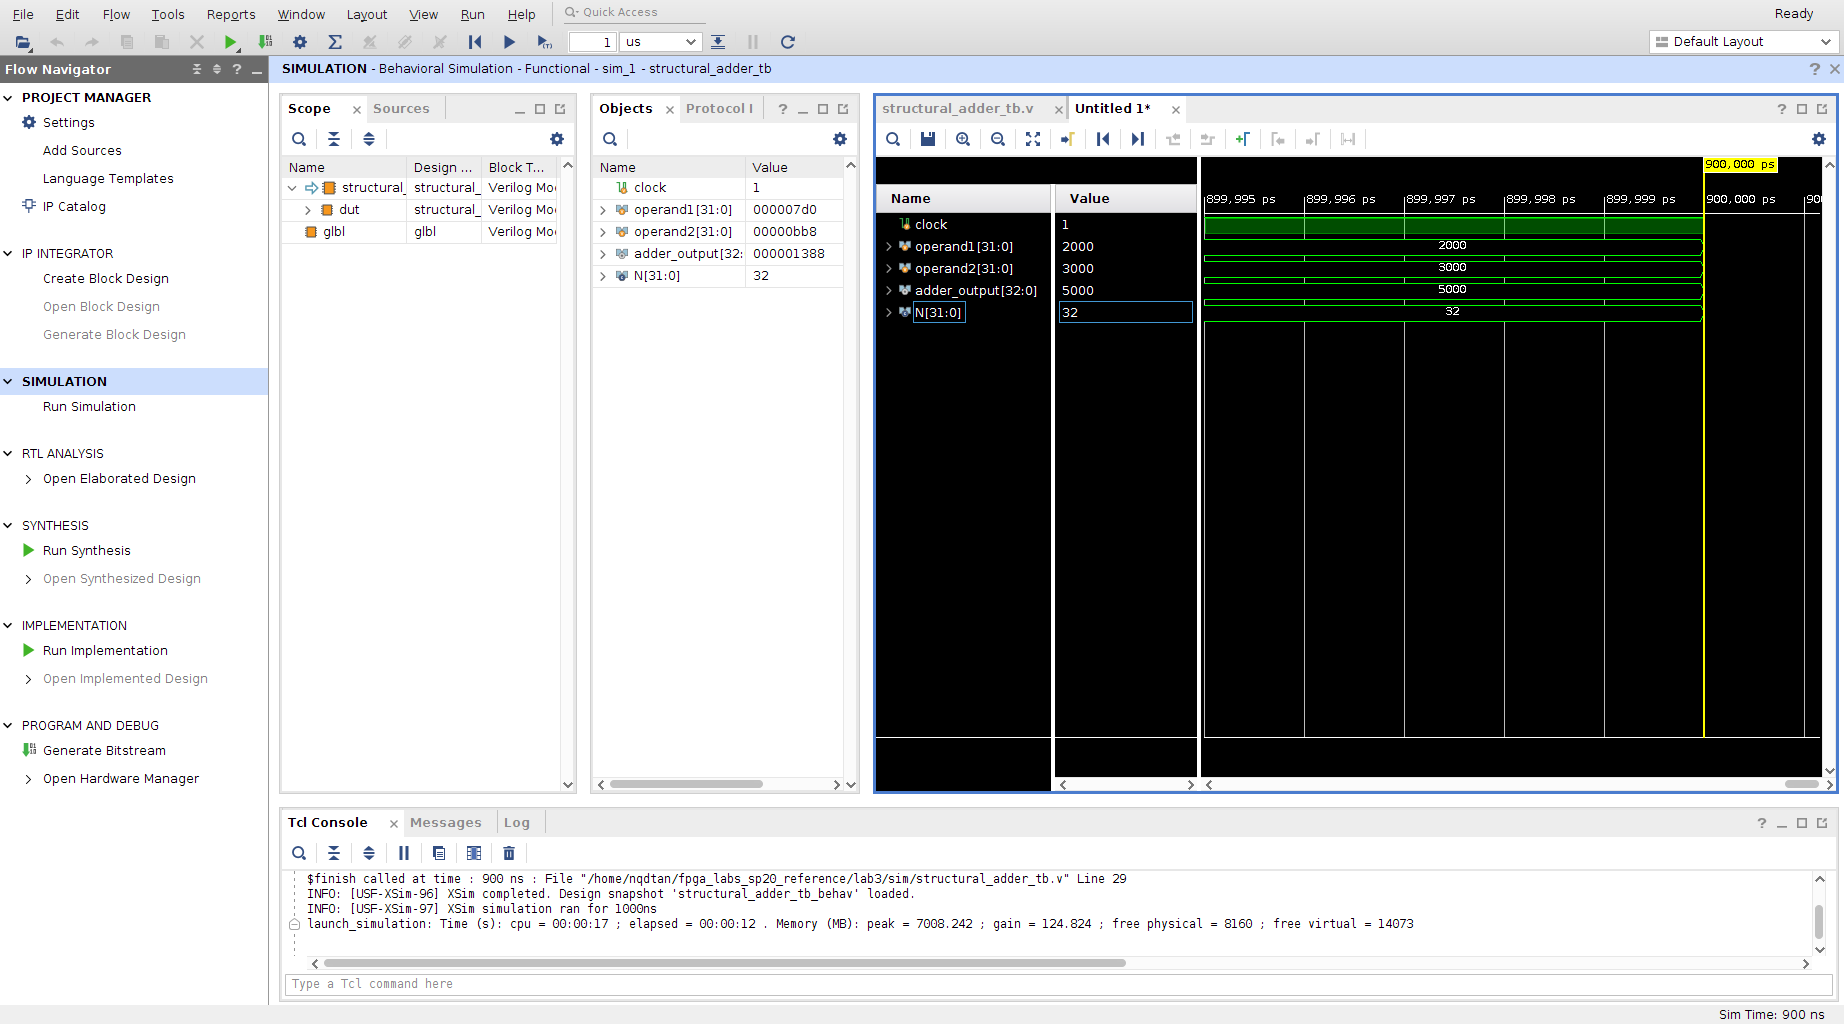 File Edit Flow Tools Reports Window Layout View Run Help Quick Access Ready
1 us Default Layout
Flow Navigator
SIMULATION - Behavioral Simulation - Functional - sim_1 - structural_adder_tb
PROJECT MANAGER
Settings
Add Sources
Language Templates
IP Catalog
IP INTEGRATOR
Create Block Design
Open Block Design
Generate Block Design
SIMULATION
Run Simulation
RTL ANALYSIS
Open Elaborated Design
SYNTHESIS
Run Synthesis
Open Synthesized Design
IMPLEMENTATION
Run Implementation
Open Implemented Design
PROGRAM AND DEBUG
Generate Bitstream
Open Hardware Manager
Scope Sources
Name Design ... Block T...
structural_ structural_ Verilog Mo
dut structural_ Verilog Mo
glbl glbl Verilog Mo
Objects Protocol I
Name Value
clock 1
operand1[31:0] 000007d0
operand2[31:0] 00000bb8
adder_output[32: 000001388
N[31:0] 32
structural_adder_tb.v Untitled 1*
900,000 ps
Name Value
899,995 ps 899,996 ps 899,997 ps 899,998 ps 899,999 ps 900,000 ps 90
clock 1
operand1[31:0] 2000 2000
operand2[31:0] 3000 3000
adder_output[32:0] 5000 5000
N[31:0] 32 32
Tcl Console Messages Log
$finish called at time : 900 ns : File "/home/nqdtan/fpga_labs_sp20_reference/lab3/sim/structural_adder_tb.v" Line 29
INFO: [USF-XSim-96] XSim completed. Design snapshot 'structural_adder_tb_behav' loaded.
INFO: [USF-XSim-97] XSim simulation ran for 1000ns
launch_simulation: Time (s): cpu = 00:00:17 ; elapsed = 00:00:12 . Memory (MB): peak = 7008.242 ; gain = 124.824 ; free physical = 8160 ; free virtual = 14073
Type a Tcl command here
Sim Time: 900 ns